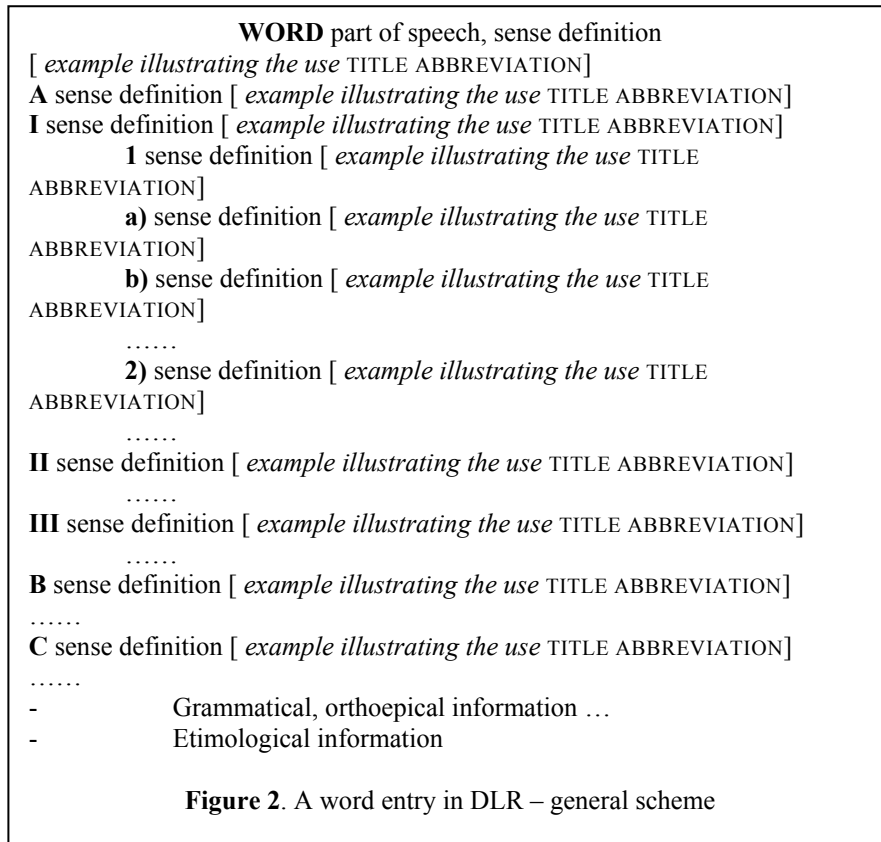 WORD part of speech, sense definition
[ example illustrating the use TITLE ABBREVIATION]
A sense definition [ example illustrating the use TITLE ABBREVIATION]
I sense definition [ example illustrating the use TITLE ABBREVIATION]
1 sense definition [ example illustrating the use TITLE
ABBREVIATION]
a) sense definition [ example illustrating the use TITLE
ABBREVIATION]
b) sense definition [ example illustrating the use TITLE
ABBREVIATION]
……
2) sense definition [ example illustrating the use TITLE
ABBREVIATION]
……
II sense definition [ example illustrating the use TITLE ABBREVIATION]
……
III sense definition [ example illustrating the use TITLE ABBREVIATION]
……
B sense definition [ example illustrating the use TITLE ABBREVIATION]
……
C sense definition [ example illustrating the use TITLE ABBREVIATION]
……
- Grammatical, orthoepical information …
- Etimological information
Figure 2. A word entry in DLR – general scheme